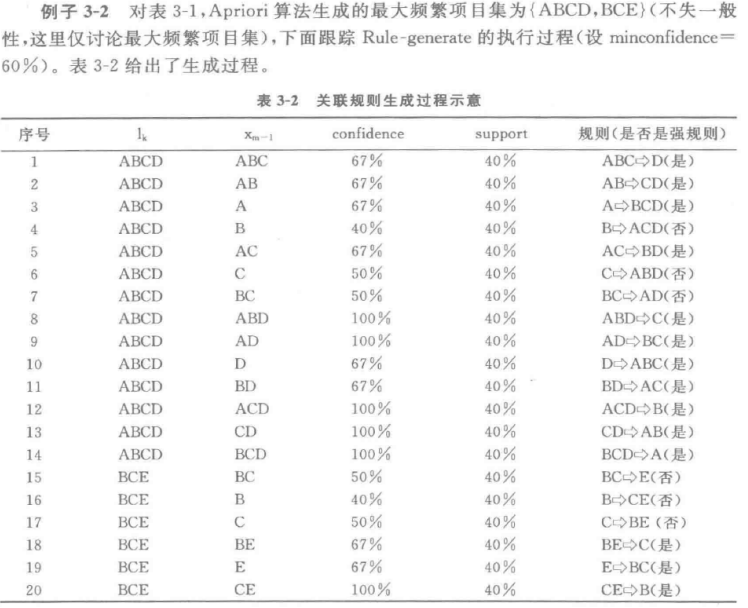 例子 3-2 对表 3-1,Apriori 算法生成的最大频繁项目集为{ABCD,BCE}(不失一般
性,这里仅讨论最大频繁项目集),下面跟踪 Rule-generate 的执行过程(设 minconfidence=
60%)。表 3-2 给出了生成过程。
表 3-2 关联规则生成过程示意
序号 lk xm-1 confidence support 规则(是否是强规则)
1 ABCD ABC 67% 40% ABC⇨D(是)
2 ABCD AB 67% 40% AB⇨CD(是)
3 ABCD A 67% 40% A⇨BCD(是)
4 ABCD B 40% 40% B⇨ACD(否)
5 ABCD AC 67% 40% AC⇨BD(是)
6 ABCD C 50% 40% C⇨ABD(否)
7 ABCD BC 50% 40% BC⇨AD(否)
8 ABCD ABD 100% 40% ABD⇨C(是)
9 ABCD AD 100% 40% AD⇨BC(是)
10 ABCD D 67% 40% D⇨ABC(是)
11 ABCD BD 67% 40% BD⇨AC(是)
12 ABCD ACD 100% 40% ACD⇨B(是)
13 ABCD CD 100% 40% CD⇨AB(是)
14 ABCD BCD 100% 40% BCD⇨A(是)
15 BCE BC 50% 40% BC⇨E(否)
16 BCE B 40% 40% B⇨CE(否)
17 BCE C 50% 40% C⇨BE (否)
18 BCE BE 67% 40% BE⇨C(是)
19 BCE E 67% 40% E⇨BC(是)
20 BCE CE 100% 40% CE⇨B(是)